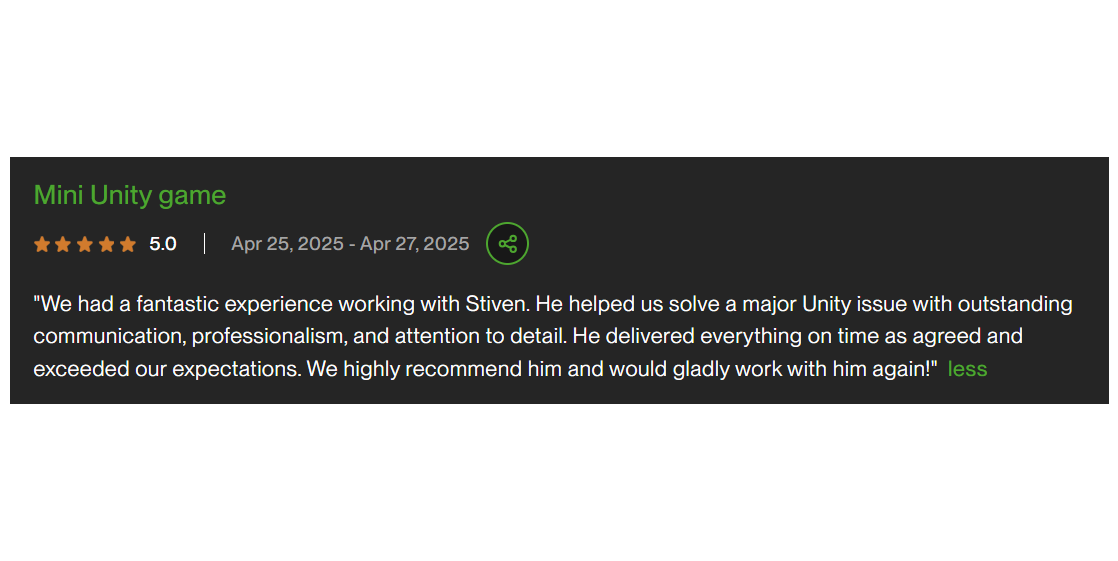 Mini Unity game
5.0 | Apr 25, 2025 - Apr 27, 2025
"We had a fantastic experience working with Stiven. He helped us solve a major Unity issue with outstanding
communication, professionalism, and attention to detail. He delivered everything on time as agreed and
exceeded our expectations. We highly recommend him and would gladly work with him again!" less